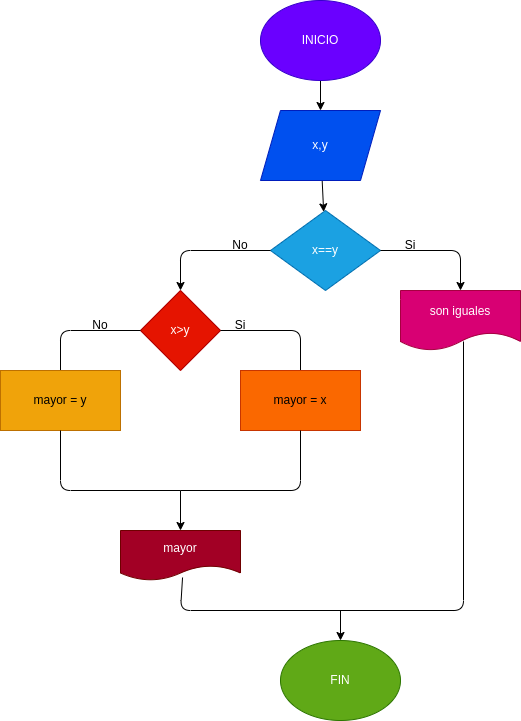 INICIO
x,y
x==y
No
Si
son iguales
x>y
No
Si
mayor = y
mayor = x
mayor
FIN